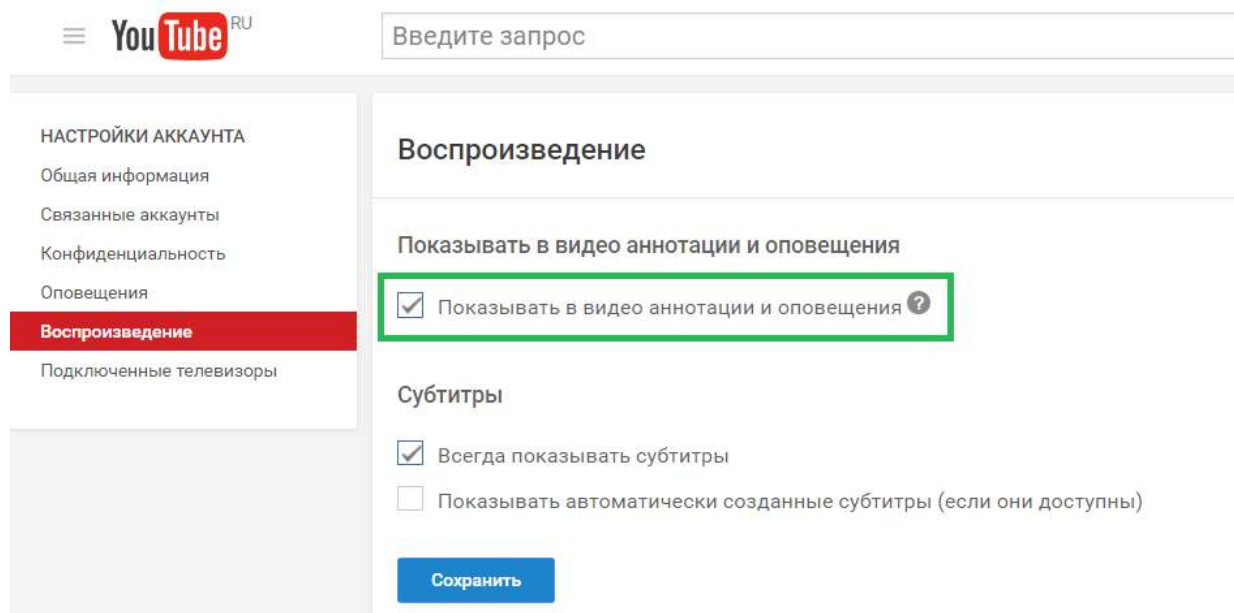 YouTube RU
Введите запрос
НАСТРОЙКИ АККАУНТА
Общая информация
Связанные аккаунты
Конфиденциальность
Оповещения
Воспроизведение
Подключенные телевизоры
Воспроизведение
Показывать в видео аннотации и оповещения
Показывать в видео аннотации и оповещения ?
Субтитры
Всегда показывать субтитры
Показывать автоматически созданные субтитры (если они доступны)
Сохранить